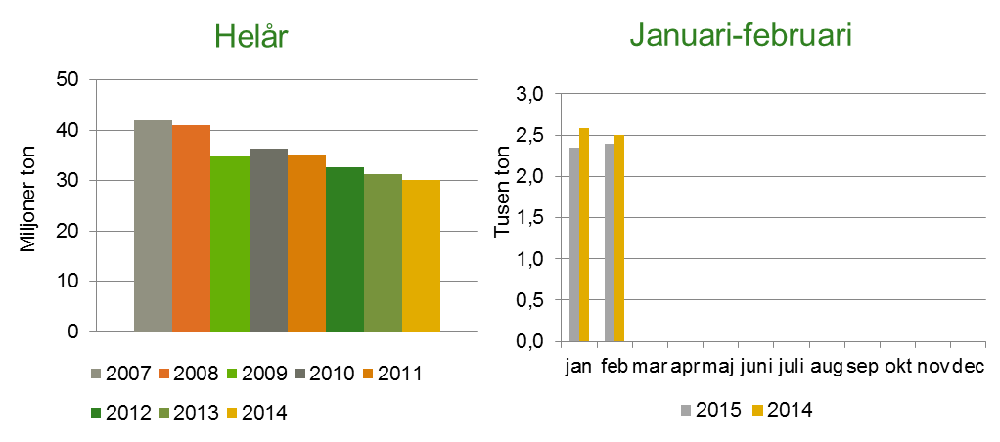 Helår
50
40
30
20
10
0
Miljoner ton
2007 2008 2009 2010 2011
2012 2013 2014
Januari-februari
3,0
2,5
2,0
1,5
1,0
0,5
0,0
Tusen ton
jan feb mar apr maj juni juli aug sep okt nov dec
2015 2014